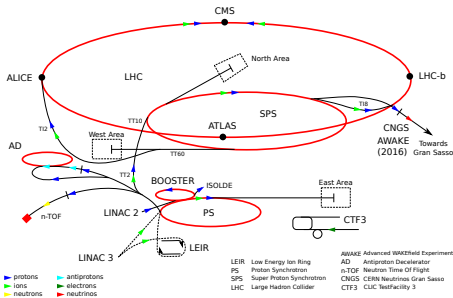 CMS
North Area
ALICE
LHC
LHC-b
TI2
TT10
SPS
TI8
ATLAS
CNGS
AWAKE
(2016)
Towards
Gran Sasso
West Area
AD
TT60
TT2
BOOSTER
ISOLDE
East Area
n-TOF
LINAC 2
PS
CTF3
LINAC 3
LEIR
protons
ions
neutrons
antiprotons
electrons
neutrinos
LEIR Low Energy Ion Ring
PS Proton Synchrotron
SPS Super Proton Synchrotron
LHC Large Hadron Collider
AWAKE Advanced WAKEfield Experiment
AD Antiproton Decelerator
n-TOF Neutron Time Of Flight
CNGS CERN Neutrinos Gran Sasso
CTF3 CLIC TestFacility 3